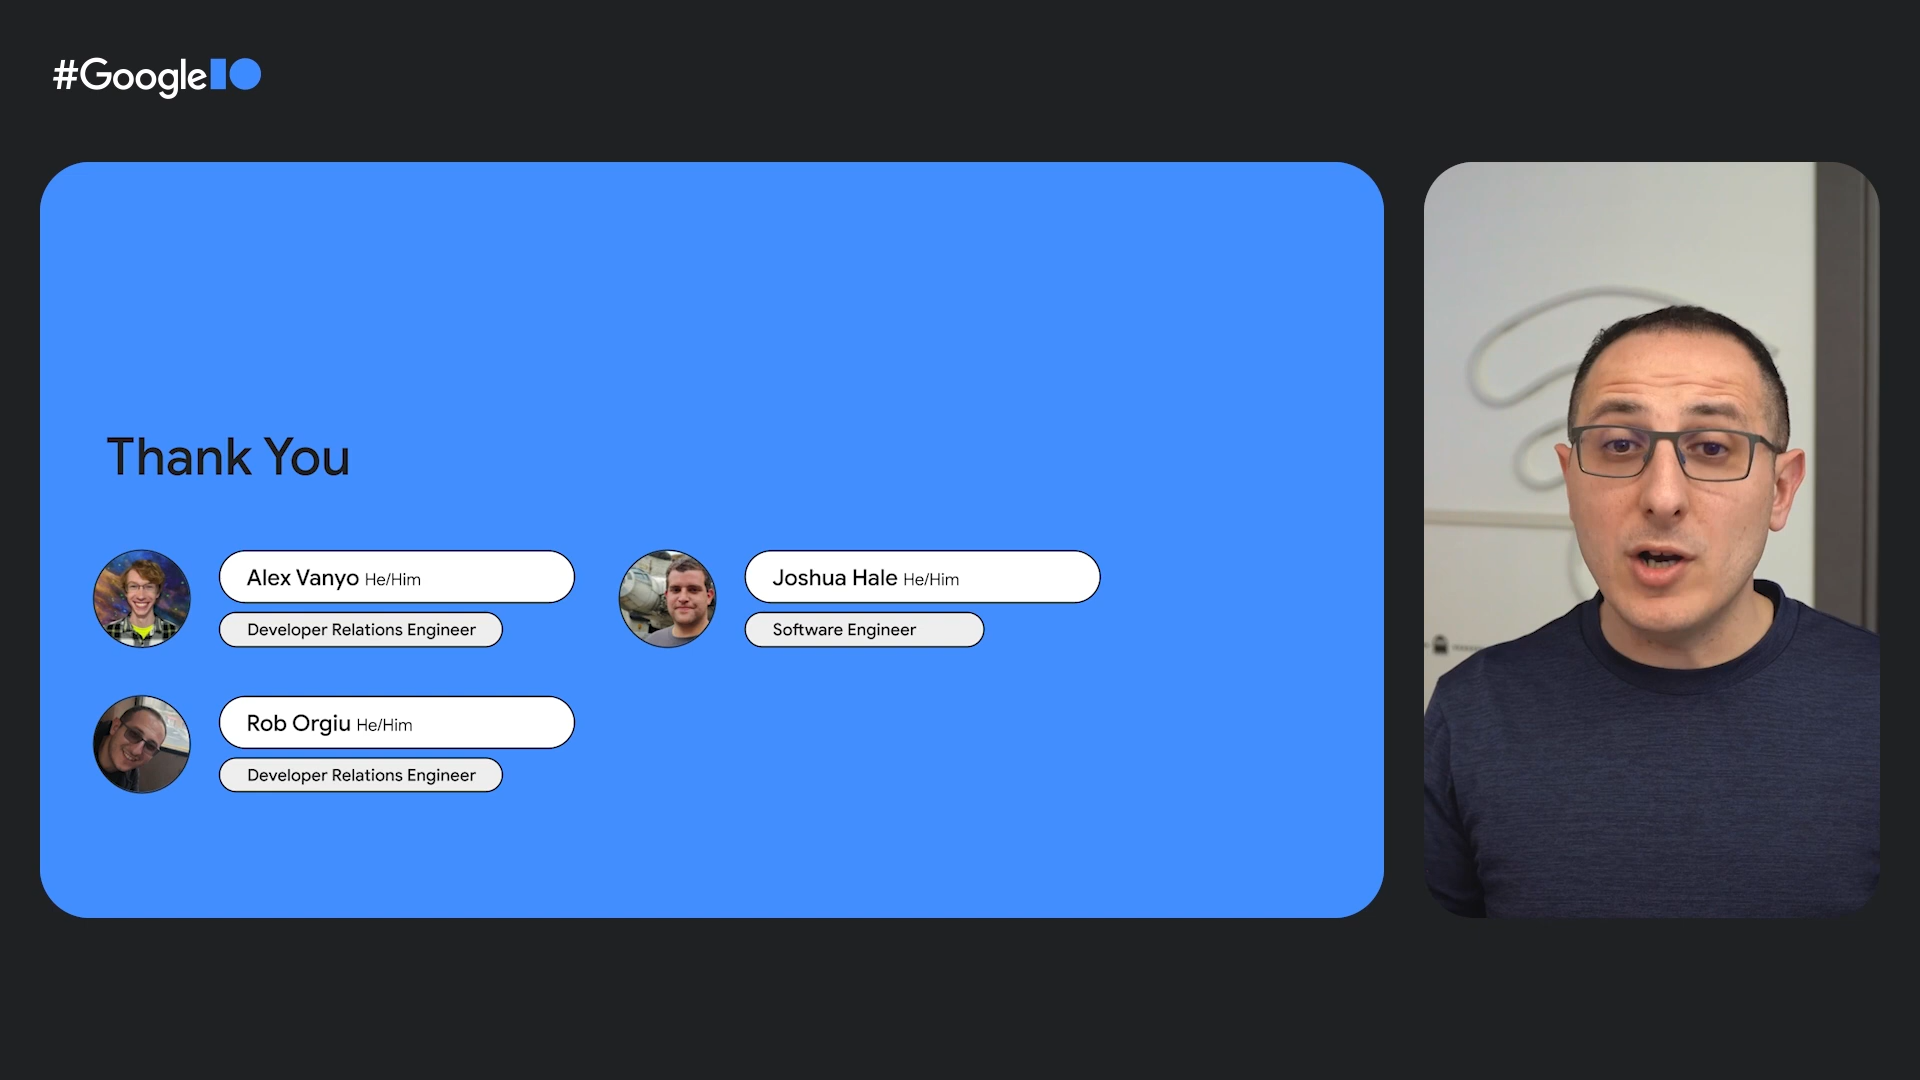 #GoogleIO
Thank You
Alex Vanyo He/Him
Developer Relations Engineer
Joshua Hale He/Him
Software Engineer
Rob Orgiu He/Him
Developer Relations Engineer